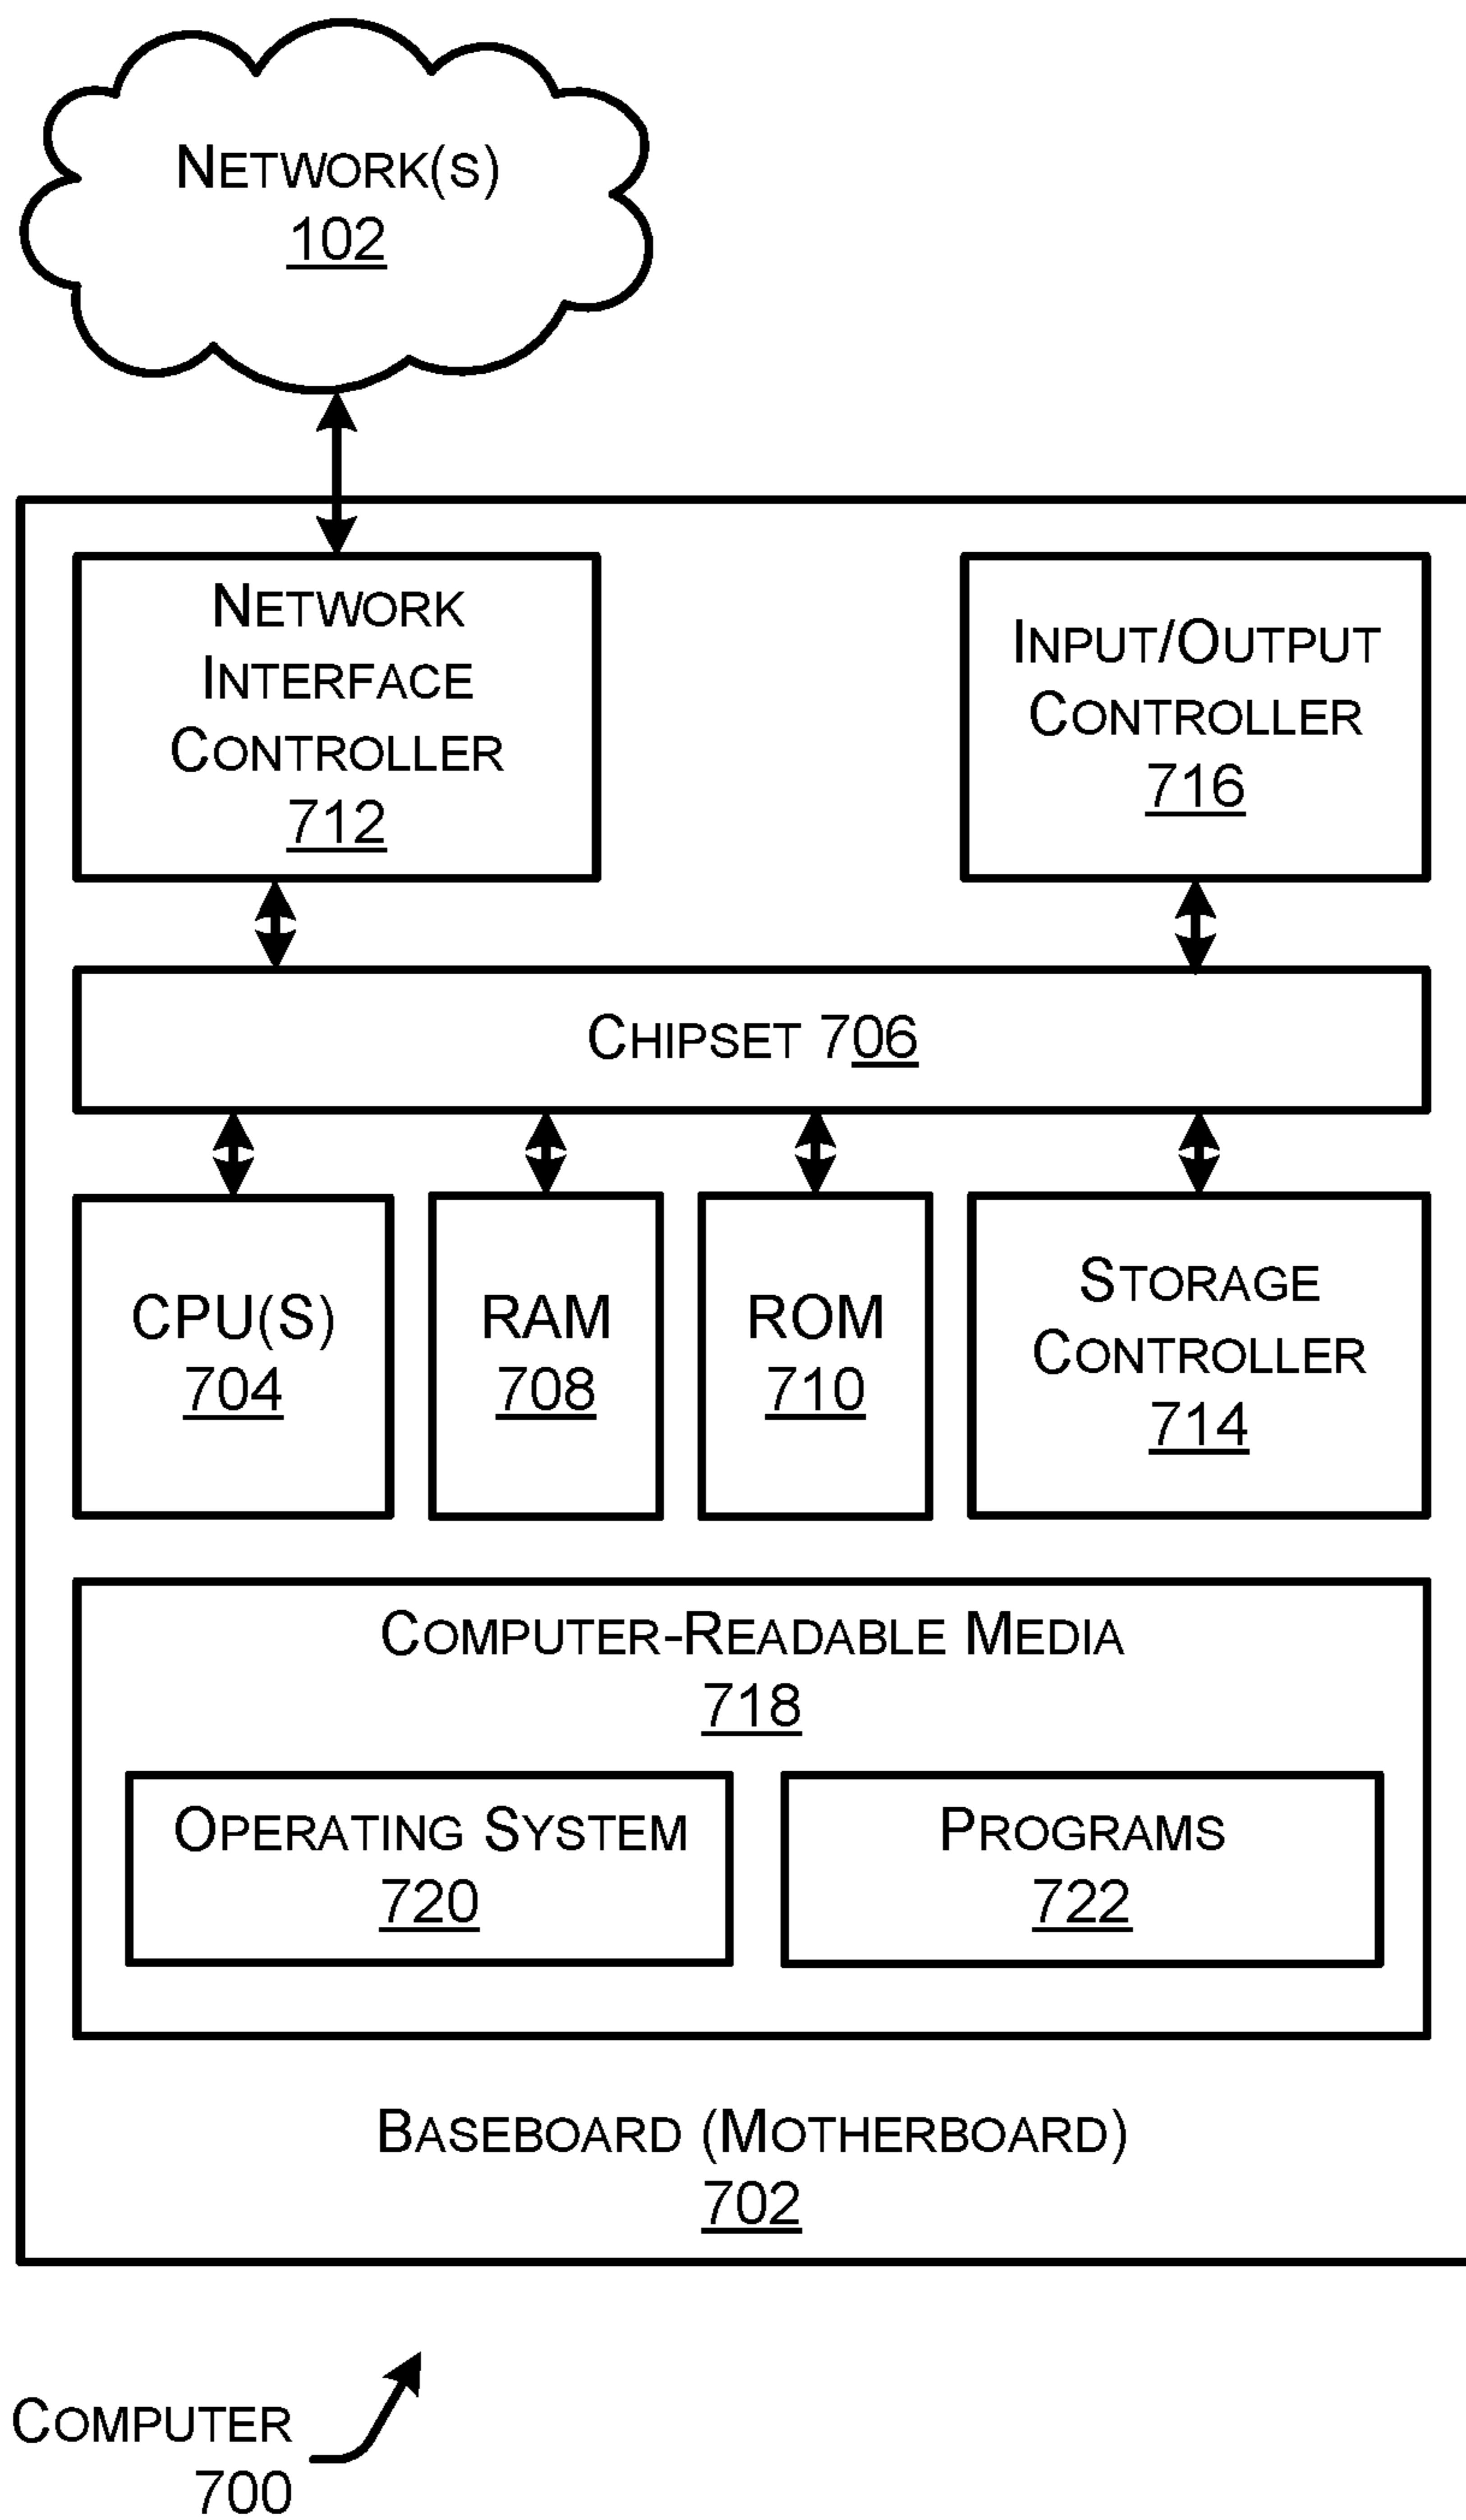 NETWORK(S)
102
NETWORK
INTERFACE
CONTROLLER
712
INPUT/OUTPUT
CONTROLLER
716
CHIPSET 706
CPU(S)
704
RAM
708
ROM
710
STORAGE
CONTROLLER
714
COMPUTER-READABLE MEDIA
718
OPERATING SYSTEM
720
PROGRAMS
722
BASEBOARD (MOTHERBOARD)
702
COMPUTER
700